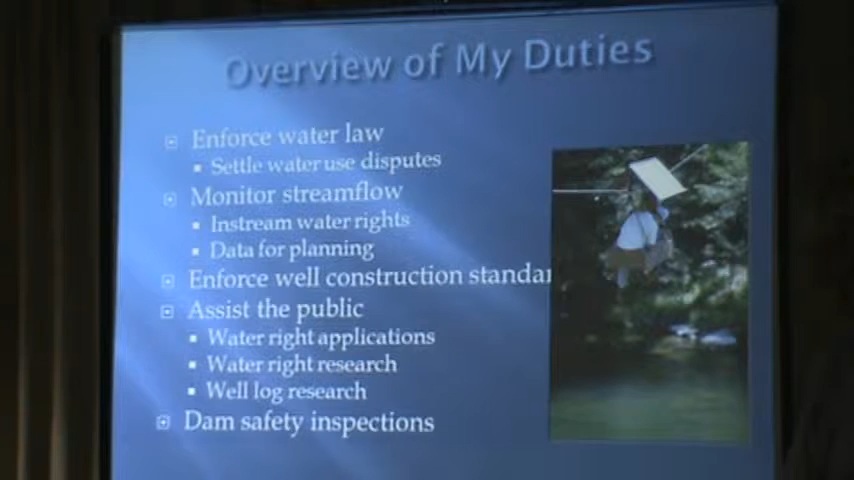 Overview of My Duties
Enforce water law
Settle water use disputes
Monitor streamflow
Instream water rights
Data for planning
Enforce well construction standar
Assist the public
Water right applications
Water right research
Well log research
Dam safety inspections